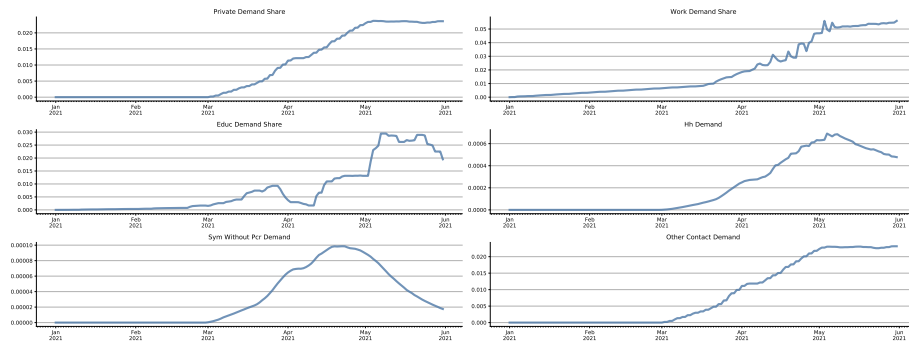 Private Demand Share
0.020
0.015
0.010
0.005
0.000
Jan Feb Mar Apr May Jun
2021 2021 2021 2021 2021 2021
Work Demand Share
0.05
0.04
0.03
0.02
0.01
0.00
Jan Feb Mar Apr May Jun
2021 2021 2021 2021 2021 2021
Educ Demand Share
0.030
0.025
0.020
0.015
0.010
0.005
0.000
Jan Feb Mar Apr May Jun
2021 2021 2021 2021 2021 2021
Hh Demand
0.0006
0.0004
0.0002
0.0000
Jan Feb Mar Apr May Jun
2021 2021 2021 2021 2021 2021
Sym Without Pcr Demand
0.00010
0.00008
0.00006
0.00004
0.00002
0.00000
Jan Feb Mar Apr May Jun
2021 2021 2021 2021 2021 2021
Other Contact Demand
0.020
0.015
0.010
0.005
0.000
Jan Feb Mar Apr May Jun
2021 2021 2021 2021 2021 2021